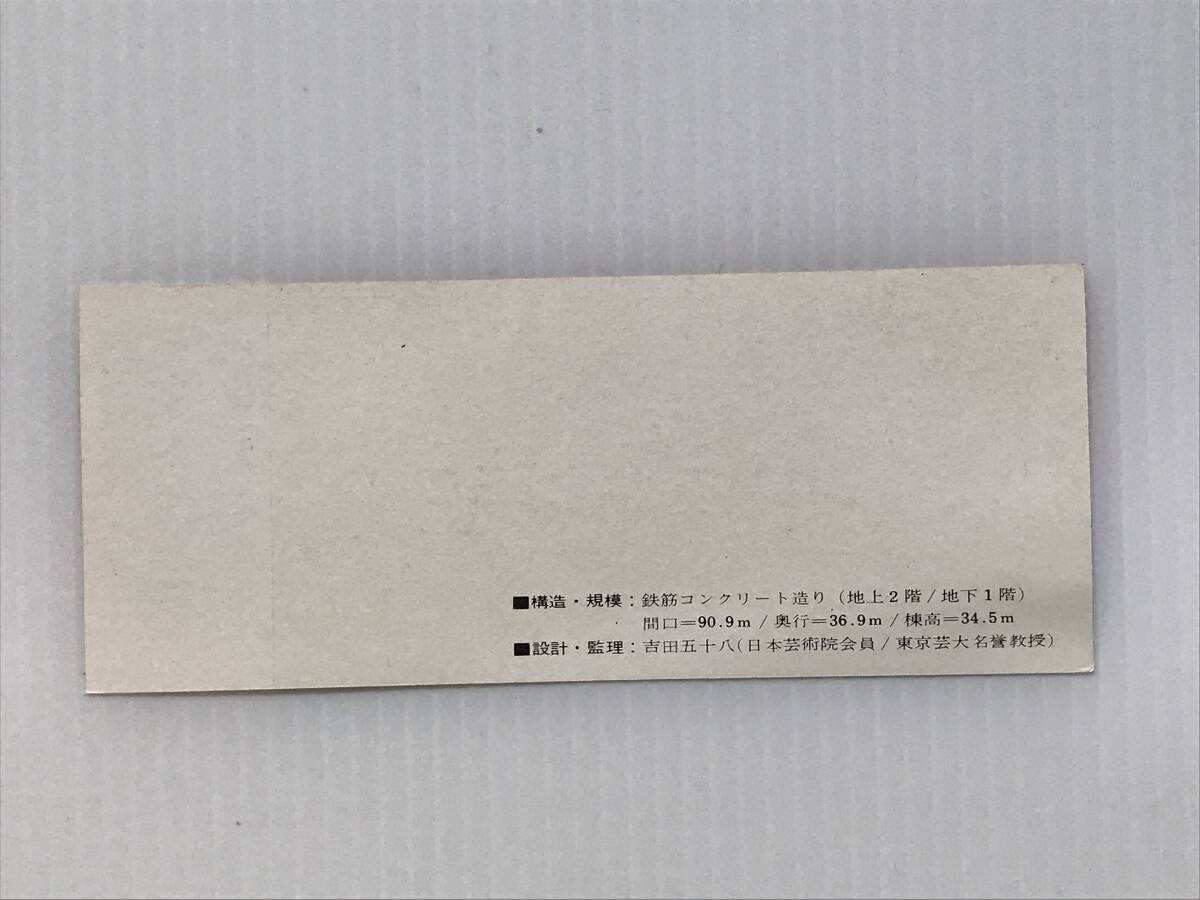 ■構造・規模：鉄筋コンクリート造り（地上2階/地下1階）
間口=90.9m/奥行=36.9m/棟高=34.5m
■設計・監理：吉田五十八（日本芸術院会員/東京芸大名誉教授）